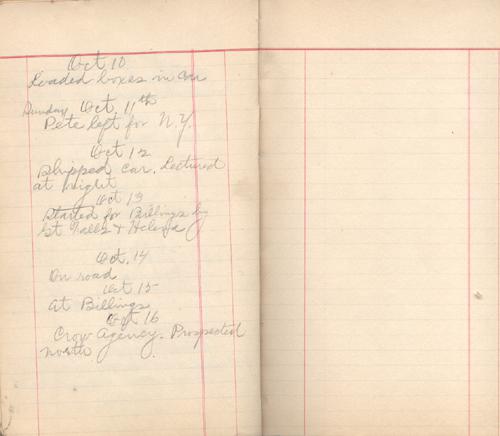 Oct 10
Loaded boxes in car
Sunday Oct. 11th
Pete left for N.Y.
Oct 12
Shipped car. Lectured
at night
Oct 13
Started for Billings by
Gt Falls & Helena
Oct. 14
On road
Oct 15
At Billings
Oct 16
Crow Agency. Prospected
north